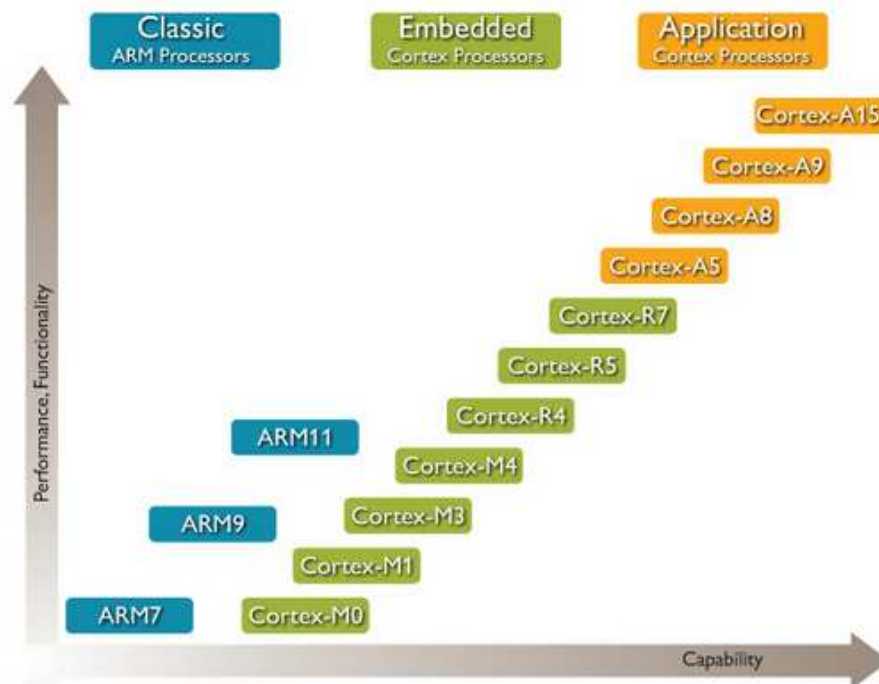 Classic
ARM Processors
Embedded
Cortex Processors
Application
Cortex Processors
Cortex-A15
Cortex-A9
Cortex-A8
Cortex-A5
Cortex-R7
Cortex-R5
Cortex-R4
ARM11
Cortex-M4
Cortex-M3
ARM9
Cortex-M1
ARM7
Cortex-M0
Performance, Functionality
Capability